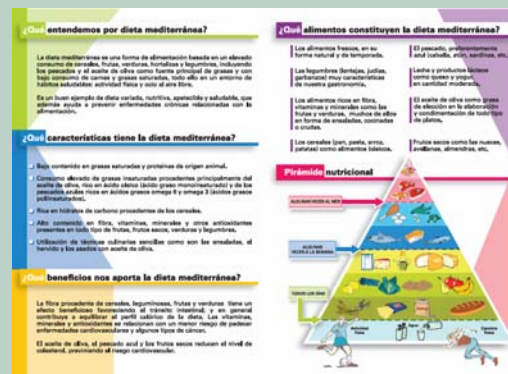 ¿Qué entendemos por dieta mediterránea?
La dieta mediterránea es una forma de alimentación basada en un elevado
consumo de cereales, frutas, verduras, hortalizas y legumbres, incluyendo
los pescados y el aceite de oliva como fuente principal de grasas y con
bajo consumo de carnes y grasas saturadas, todo ello en un entorno de
hábitos saludables: actividad física y ocio al aire libre.
Es un buen ejemplo de dieta variada, nutritiva, apetecible y saludable, que
además ayuda a prevenir enfermedades crónicas relacionadas con la
alimentación.
¿Qué características tiene la dieta mediterránea?
Bajo contenido en grasas saturadas y proteínas de origen animal.
Consumo elevado de grasas insaturadas procedentes principalmente del
aceite de oliva, rico en ácido oleico (ácido graso monoinsaturado) y de los
pescados azules ricos en ácidos grasos omega 6 y omega 3 (ácidos grasos
poliinsaturados).
Rica en hidratos de carbono procedentes de los cereales.
Alto contenido en fibra, vitaminas, minerales y otros antioxidantes
presentes en todo tipo de frutas, frutos secos, verduras y legumbres.
Utilización de técnicas culinarias sencillas como son las ensaladas, el
hervido y los asados con aceite de oliva.
¿Qué beneficios nos aporta la dieta mediterránea?
La fibra procedente de cereales, leguminosas, frutas y verduras tiene un
efecto beneficioso favoreciendo el tránsito intestinal; y en general
contribuye a equilibrar el perfil calórico de la dieta. Las vitaminas,
minerales y antioxidantes se relacionan con un menor riesgo de padecer
enfermedades cardiovasculares y algunos tipos de cáncer.
El aceite de oliva, el pescado azul y los frutos secos reducen el nivel de
colesterol, previniendo el riesgo cardiovascular.
¿Qué alimentos constituyen la dieta mediterránea?
Los alimentos frescos, en su
forma natural y de temporada.
Las legumbres (lentejas, judías,
garbanzos) muy características
de nuestra gastronomía.
Los alimentos ricos en fibra,
vitaminas y minerales como las
frutas y verduras, muchos de ellos
en forma de ensaladas, cocinadas
o crudas.
Los cereales (pan, pasta, arroz,
patatas) como alimentos básicos.
El pescado, preferentemente
azul (caballa, atún, sardinas, etc.
Leche y productos lácteos
como queso y yogur,
en cantidad moderada.
El aceite de oliva como grasa
de elección en la elaboración
y condimentación de todo tipo
de platos.
Frutos secos como las nueces,
avellanas, almendras, etc.
Pirámide nutricional
ALGUNAS VECES AL MES
ALGUNAS
VECES A LA SEMANA
TODOS LOS DÍAS
Actividad
física
Agua